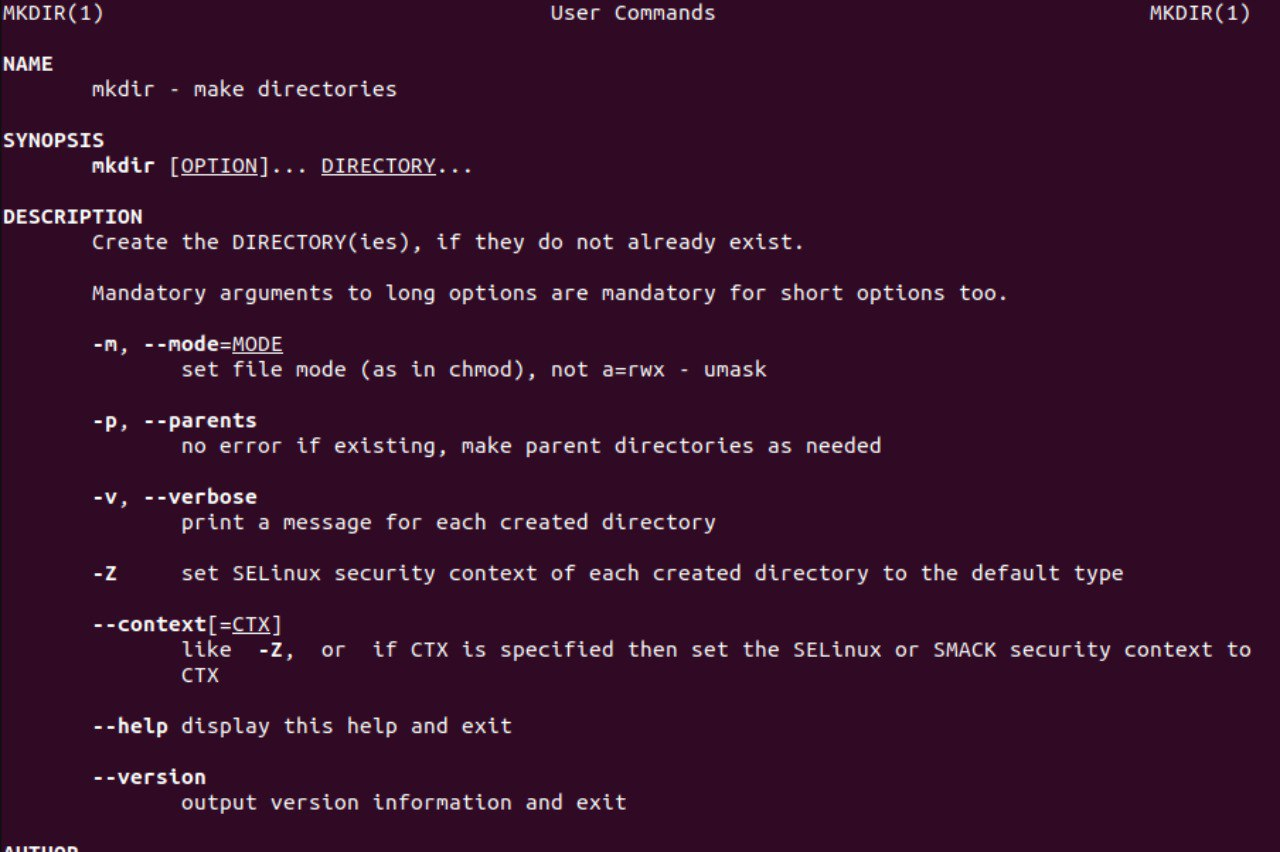 MKDIR(1) User Commands MKDIR(1)
NAME
mkdir - make directories
SYNOPSIS
mkdir [OPTION]... DIRECTORY...
DESCRIPTION
Create the DIRECTORY(ies), if they do not already exist.
Mandatory arguments to long options are mandatory for short options too.
-m, --mode=MODE
set file mode (as in chmod), not a=rwx - umask
-p, --parents
no error if existing, make parent directories as needed
-v, --verbose
print a message for each created directory
-Z set SELinux security context of each created directory to the default type
--context[=CTX]
like -Z, or if CTX is specified then set the SELinux or SMACK security context to
CTX
--help display this help and exit
--version
output version information and exit
AUTHOR